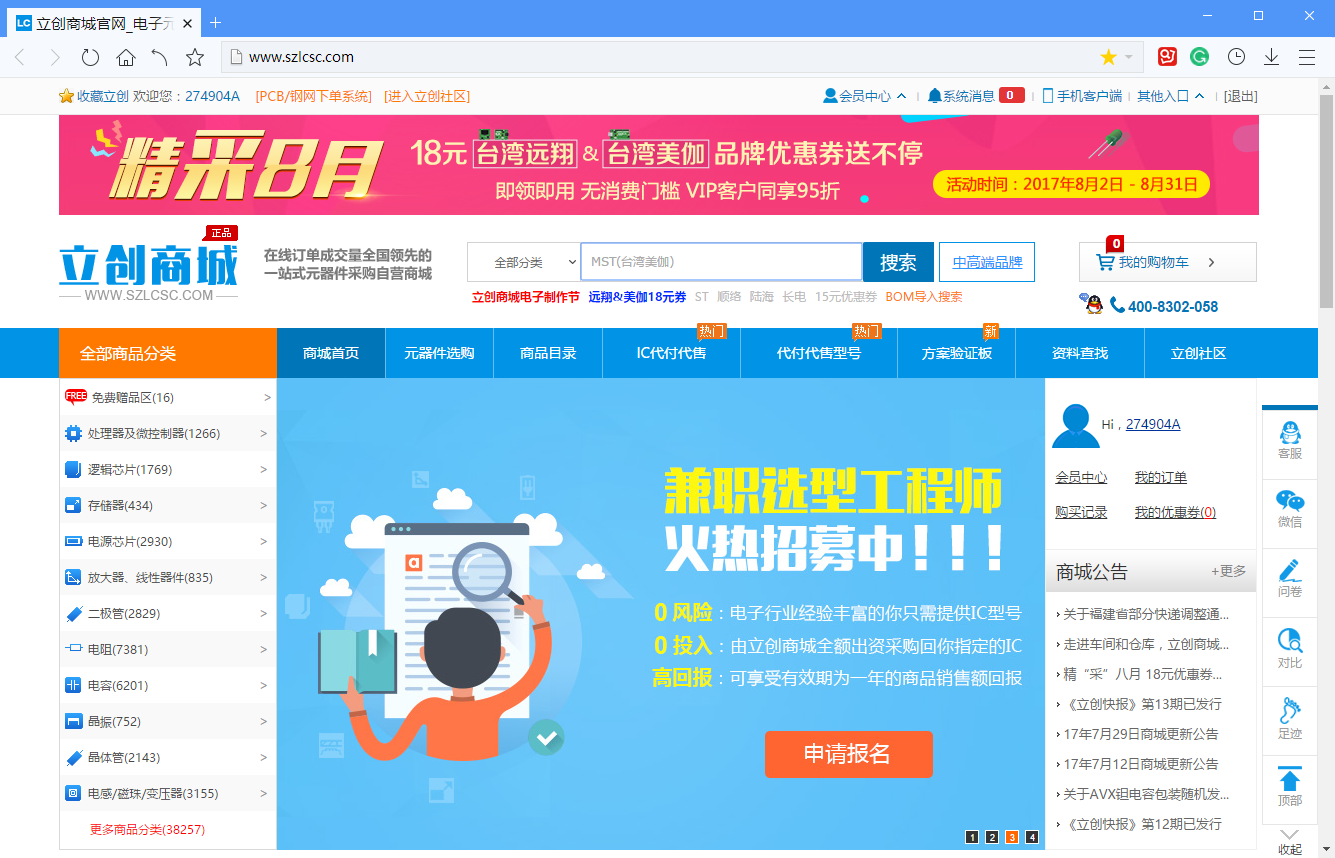 LC 立创商城官网_电子元
www.szlcsc.com
收藏立创 欢迎您：274904A [PCB/钢网下单系统] [进入立创社区] 会员中心 系统消息 0 手机客户端 其他入口 [退出]
精采8月
18元 台湾远翔 & 台湾美伽 品牌优惠券送不停
即领即用 无消费门槛 VIP客户同享95折
活动时间：2017年8月2日 - 8月31日
正品
立创商城
WWW.SZLCSC.COM
在线订单成交量全国领先的
一站式元器件采购自营商城
全部分类 MST(台湾美伽) 搜索 中高端品牌
0
我的购物车
立创商城电子制作节 远翔&美伽18元券 ST 顺络 陆海 长电 15元优惠券 BOM导入搜索
400-8302-058
热门 热门 新
全部商品分类 商城首页 元器件选购 商品目录 IC代付代售 代付代售型号 方案验证板 资料查找 立创社区
FREE 免费赠品区(16) >
处理器及微控制器(1266) >
逻辑芯片(1769) >
存储器(434) >
电源芯片(2930) >
放大器、线性器件(835) >
二极管(2829) >
电阻(7381) >
电容(6201) >
晶振(752) >
晶体管(2143) >
电感/磁珠/变压器(3155) >
更多商品分类(38257)
a
兼职选型工程师
火热招募中！！！
0 风险：电子行业经验丰富的你只需提供IC型号
0 投入：由立创商城全额出资采购回你指定的IC
高回报：可享受有效期为一年的商品销售额回报
申请报名
1 2 3 4
Hi，274904A
会员中心 我的订单
购买记录 我的优惠券(0)
商城公告 +更多
关于福建省部分快递调整通...
走进车间和仓库，立创商城...
精“采”八月 18元优惠券...
《立创快报》第13期已发行
17年7月29日商城更新公告
17年7月12日商城更新公告
关于AVX钽电容包装随机发...
《立创快报》第12期已发行
客服
微信
问卷
对比
足迹
顶部
收起